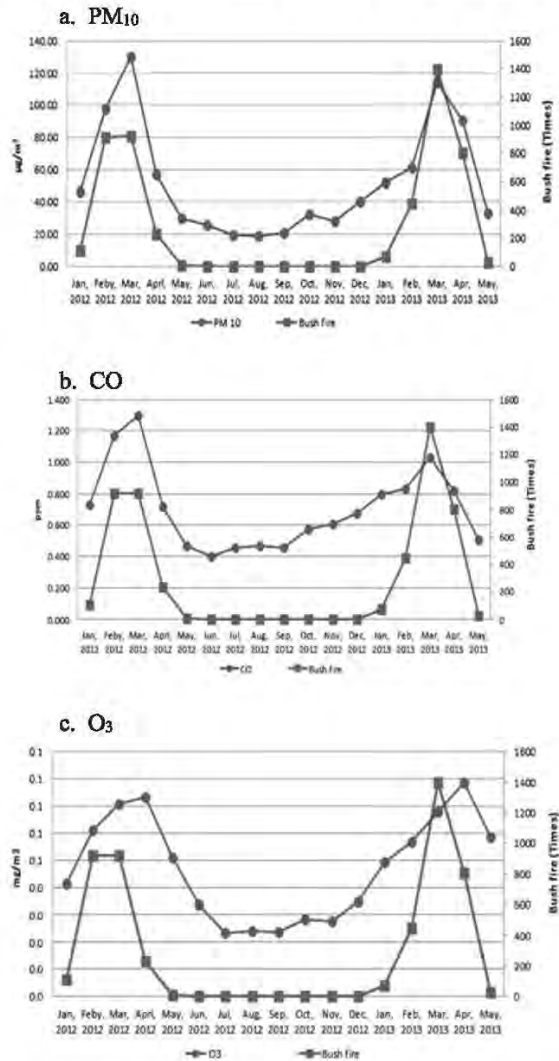 a. PM10
140.00
120.00
100.00
80.00
60.00
40.00
20.00
0.00
µg/m³
1600
1400
1200
1000
800
600
400
200
0
Bush fire (Times)
Jan, Feby, Mar, April, May, Jun, Jul, Aug, Sep, Oct, Nov, Dec, Jan, Feb, Mar, Apr, May,
2012 2012 2012 2012 2012 2012 2012 2012 2012 2012 2012 2012 2013 2013 2013 2013 2013
PM 10 Bush fire
b. CO
1.400
1.200
1.000
0.800
0.600
0.400
0.200
0.000
ppm
1600
1400
1200
1000
800
600
400
200
0
Bush fire (Times)
Jan, Feby, Mar, April, May, Jun, Jul, Aug, Sep, Oct, Nov, Dec, Jan, Feb, Mar, Apr, May,
2012 2012 2012 2012 2012 2012 2012 2012 2012 2012 2012 2013 2013 2013 2013 2013
CO Bush fire
c. O3
0.1
0.1
0.1
0.1
0.1
0.0
0.0
0.0
0.0
0.0
mg/m3
1600
1400
1200
1000
800
600
400
200
0
Bush fire (Times)
Jan, Feby, Mar, April, May, Jun, Jul, Aug, Sep, Oct, Nov, Dec, Jan, Feb, Mar, Apr, May,
2012 2012 2012 2012 2012 2012 2012 2012 2012 2012 2012 2012 2013 2013 2013 2013 2013
O3 Bush fire